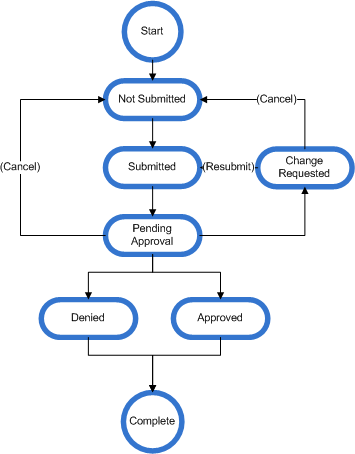 Start
Not Submitted
(Cancel)
(Cancel)
Submitted
(Resubmit)
Change
Requested
Pending
Approval
Denied
Approved
Complete